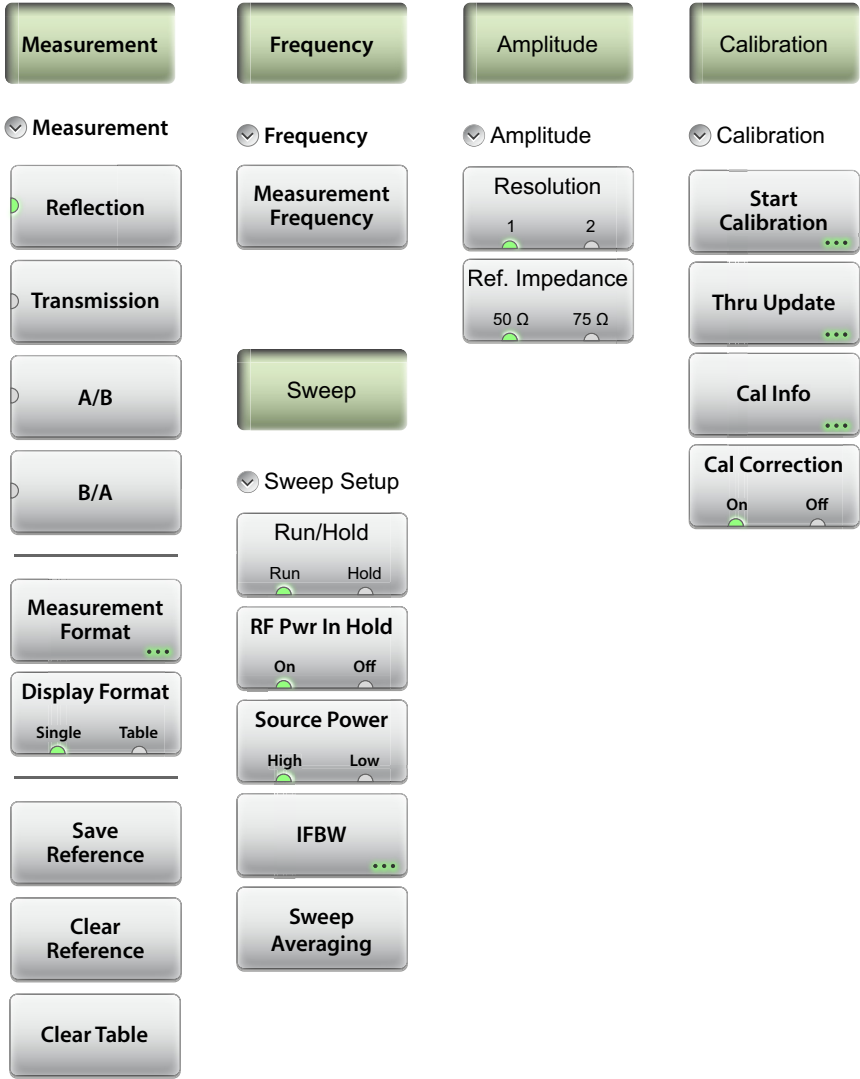 Measurement
Measurement
Reflection
Transmission
A/B
B/A
Measurement
Format
Display Format
Single Table
Save
Reference
Clear
Reference
Clear Table
Frequency
Frequency
Measurement
Frequency
Sweep
Sweep Setup
Run/Hold
Run Hold
RF Pwr In Hold
On Off
Source Power
High Low
IFBW
Sweep
Averaging
Amplitude
Amplitude
Resolution
1 2
Ref. Impedance
50 Ω 75 Ω
Calibration
Calibration
Start
Calibration
Thru Update
Cal Info
Cal Correction
On Off